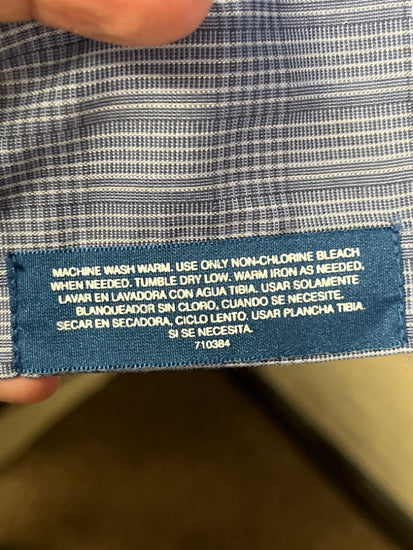 MACHINE WASH WARM. USE ONLY NON-CHLORINE BLEACH
WHEN NEEDED. TUMBLE DRY LOW. WARM IRON AS NEEDED.
LAVAR EN LAVADORA CON AGUA TIBIA. USAR SOLAMENTE
BLANQUEADOR SIN CLORO, CUANDO SE NECESITE.
SECAR EN SECADORA, CICLO LENTO. USAR PLANCHA TIBIA
SI SE NECESITA.
710384